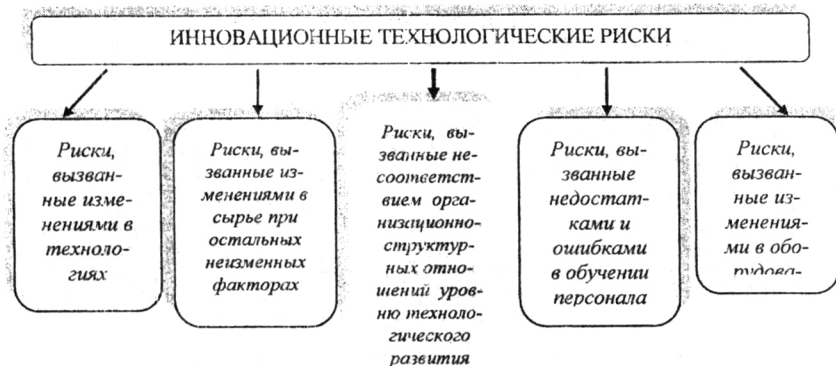 ИННОВАЦИОННЫЕ ТЕХНОЛОГИЧЕСКИЕ РИСКИ
Риски,
вызван-
ные изме-
нениями в
техноло-
гиях
Риски, вы-
званные из-
менениями в
сырье при
остальных
неизменных
факторах
Риски, вы-
званные не-
соответст-
вием орга-
низационно-
структур-
ных отно-
шений уров-
ню техноло-
гического
развития
Риски, вы-
званные
недостат-
ками и
ошибками
в обучении
персонала
Риски,
вызван-
ные из-
менения-
ми в обо-
рудова-